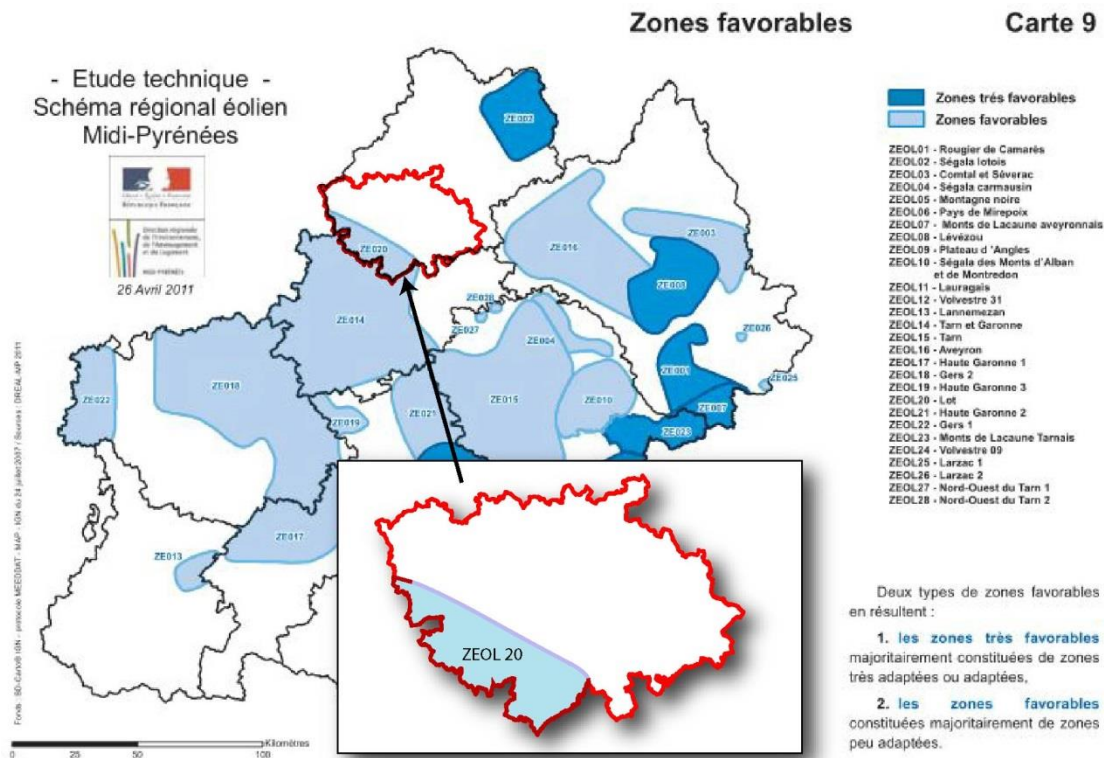 Zones favorables
Carte 9
- Etude technique -
Schéma régional éolien
Midi-Pyrénées
26 Avril 2011
Zones trés favorables
Zones favorables
ZEOL01 - Rougier de Camarès
ZEOL02 - Ségala lotois
ZEOL03 - Comtal et Séverac
ZEOL04 - Ségala carmausin
ZEOL05 - Montagne noire
ZEOL06 - Pays de Mirepoix
ZEOL07 - Monts de Lacaune aveyronnais
ZEOL08 - Lévézou
ZEOL09 - Plateau d 'Angles
ZEOL10 - Ségala des Monts d'Alban
et de Montredon
ZEOL11 - Lauragais
ZEOL12 - Volvestre 31
ZEOL13 - Lannemezan
ZEOL14 - Tarn et Garonne
ZEOL15 - Tarn
ZEOL16 - Aveyron
ZEOL17 - Haute Garonne 1
ZEOL18 - Gers 2
ZEOL19 - Haute Garonne 3
ZEOL20 - Lot
ZEOL21 - Haute Garonne 2
ZEOL22 - Gers 1
ZEOL23 - Monts de Lacaune Tarnais
ZEOL24 - Volvestre 09
ZEOL25 - Larzac 1
ZEOL26 - Larzac 2
ZEOL27 - Nord-Ouest du Tarn 1
ZEOL28 - Nord-Ouest du Tarn 2
ZE002
ZE016
ZE003
ZE020
ZE008
ZE014
ZE028
ZE027
ZE004
ZE026
ZE001
ZE025
ZE018
ZE022
ZE015
ZE010
ZE007
ZE019
ZE021
ZE023
ZE017
ZE013
ZEOL 20
Deux types de zones favorables
en résultent :
1. les zones très favorables
majoritairement constituées de zones
très adaptées ou adaptées,
2. les zones favorables
constituées majoritairement de zones
peu adaptées.
Kilomètres
0 25 50 100